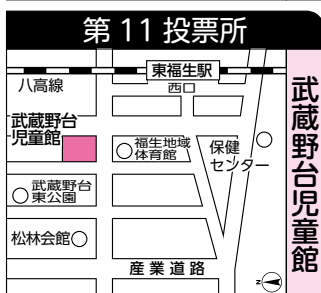 第11投票所
東福生駅
八高線
西口
武蔵野台
児童館
福生地域
体育館
保健
センター
武蔵野台
東公園
松林会館
産業道路
N
武蔵野台児童館